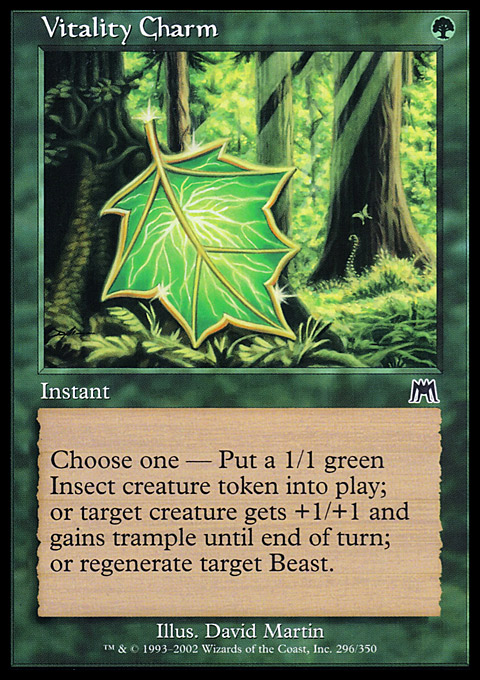 Vitality Charm
Instant
Choose one — Put a 1/1 green
Insect creature token into play;
or target creature gets +1/+1 and
gains trample until end of turn;
or regenerate target Beast.
Illus. David Martin
™ & © 1993–2002 Wizards of the Coast, Inc. 296/350